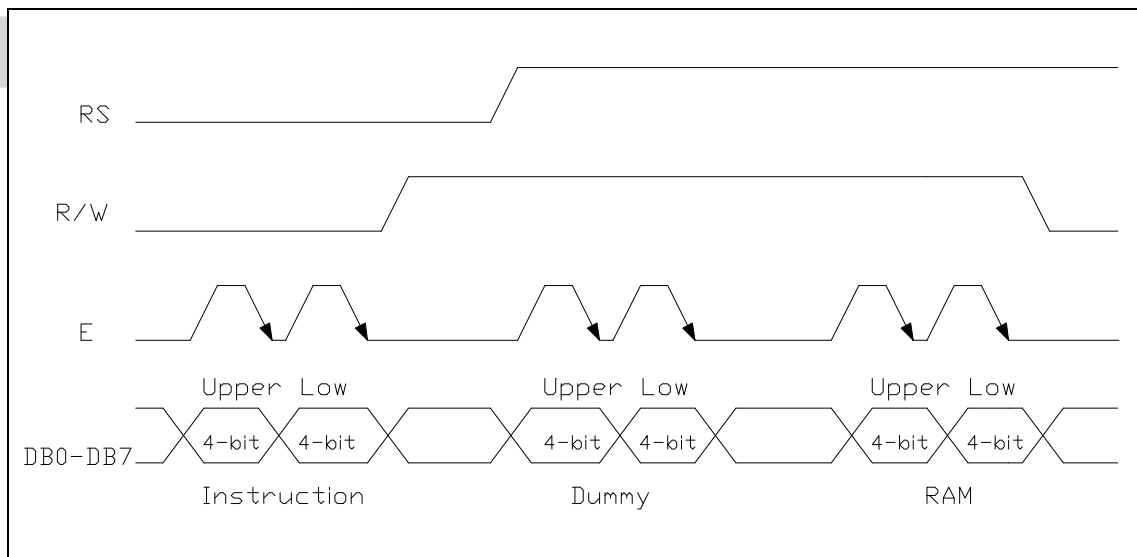 RS
R/W
E
Upper Low Upper Low Upper Low
4-bit 4-bit 4-bit 4-bit 4-bit 4-bit
DB0-DB7
Instruction Dummy RAM